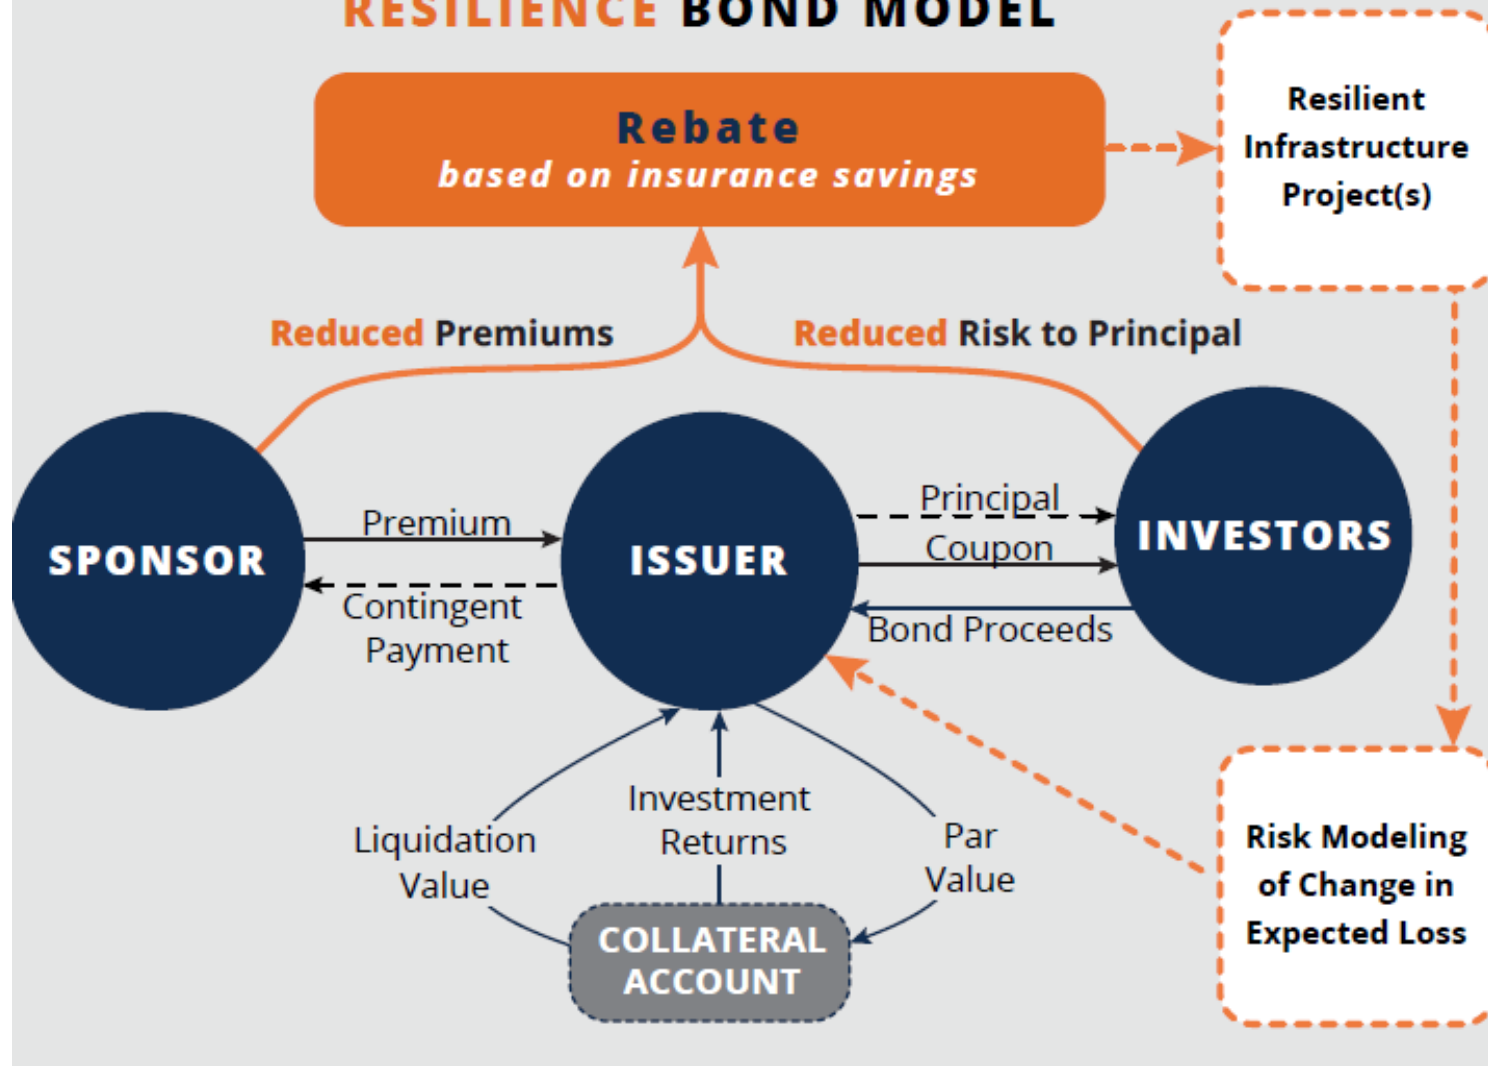 RESILIENCE BOND MODEL
Rebate
based on insurance savings
Resilient
Infrastructure
Project(s)
Reduced Premiums
Reduced Risk to Principal
SPONSOR
Premium
Contingent
Payment
ISSUER
Principal
Coupon
Bond Proceeds
INVESTORS
Liquidation
Value
Investment
Returns
Par
Value
COLLATERAL
ACCOUNT
Risk Modeling
of Change in
Expected Loss